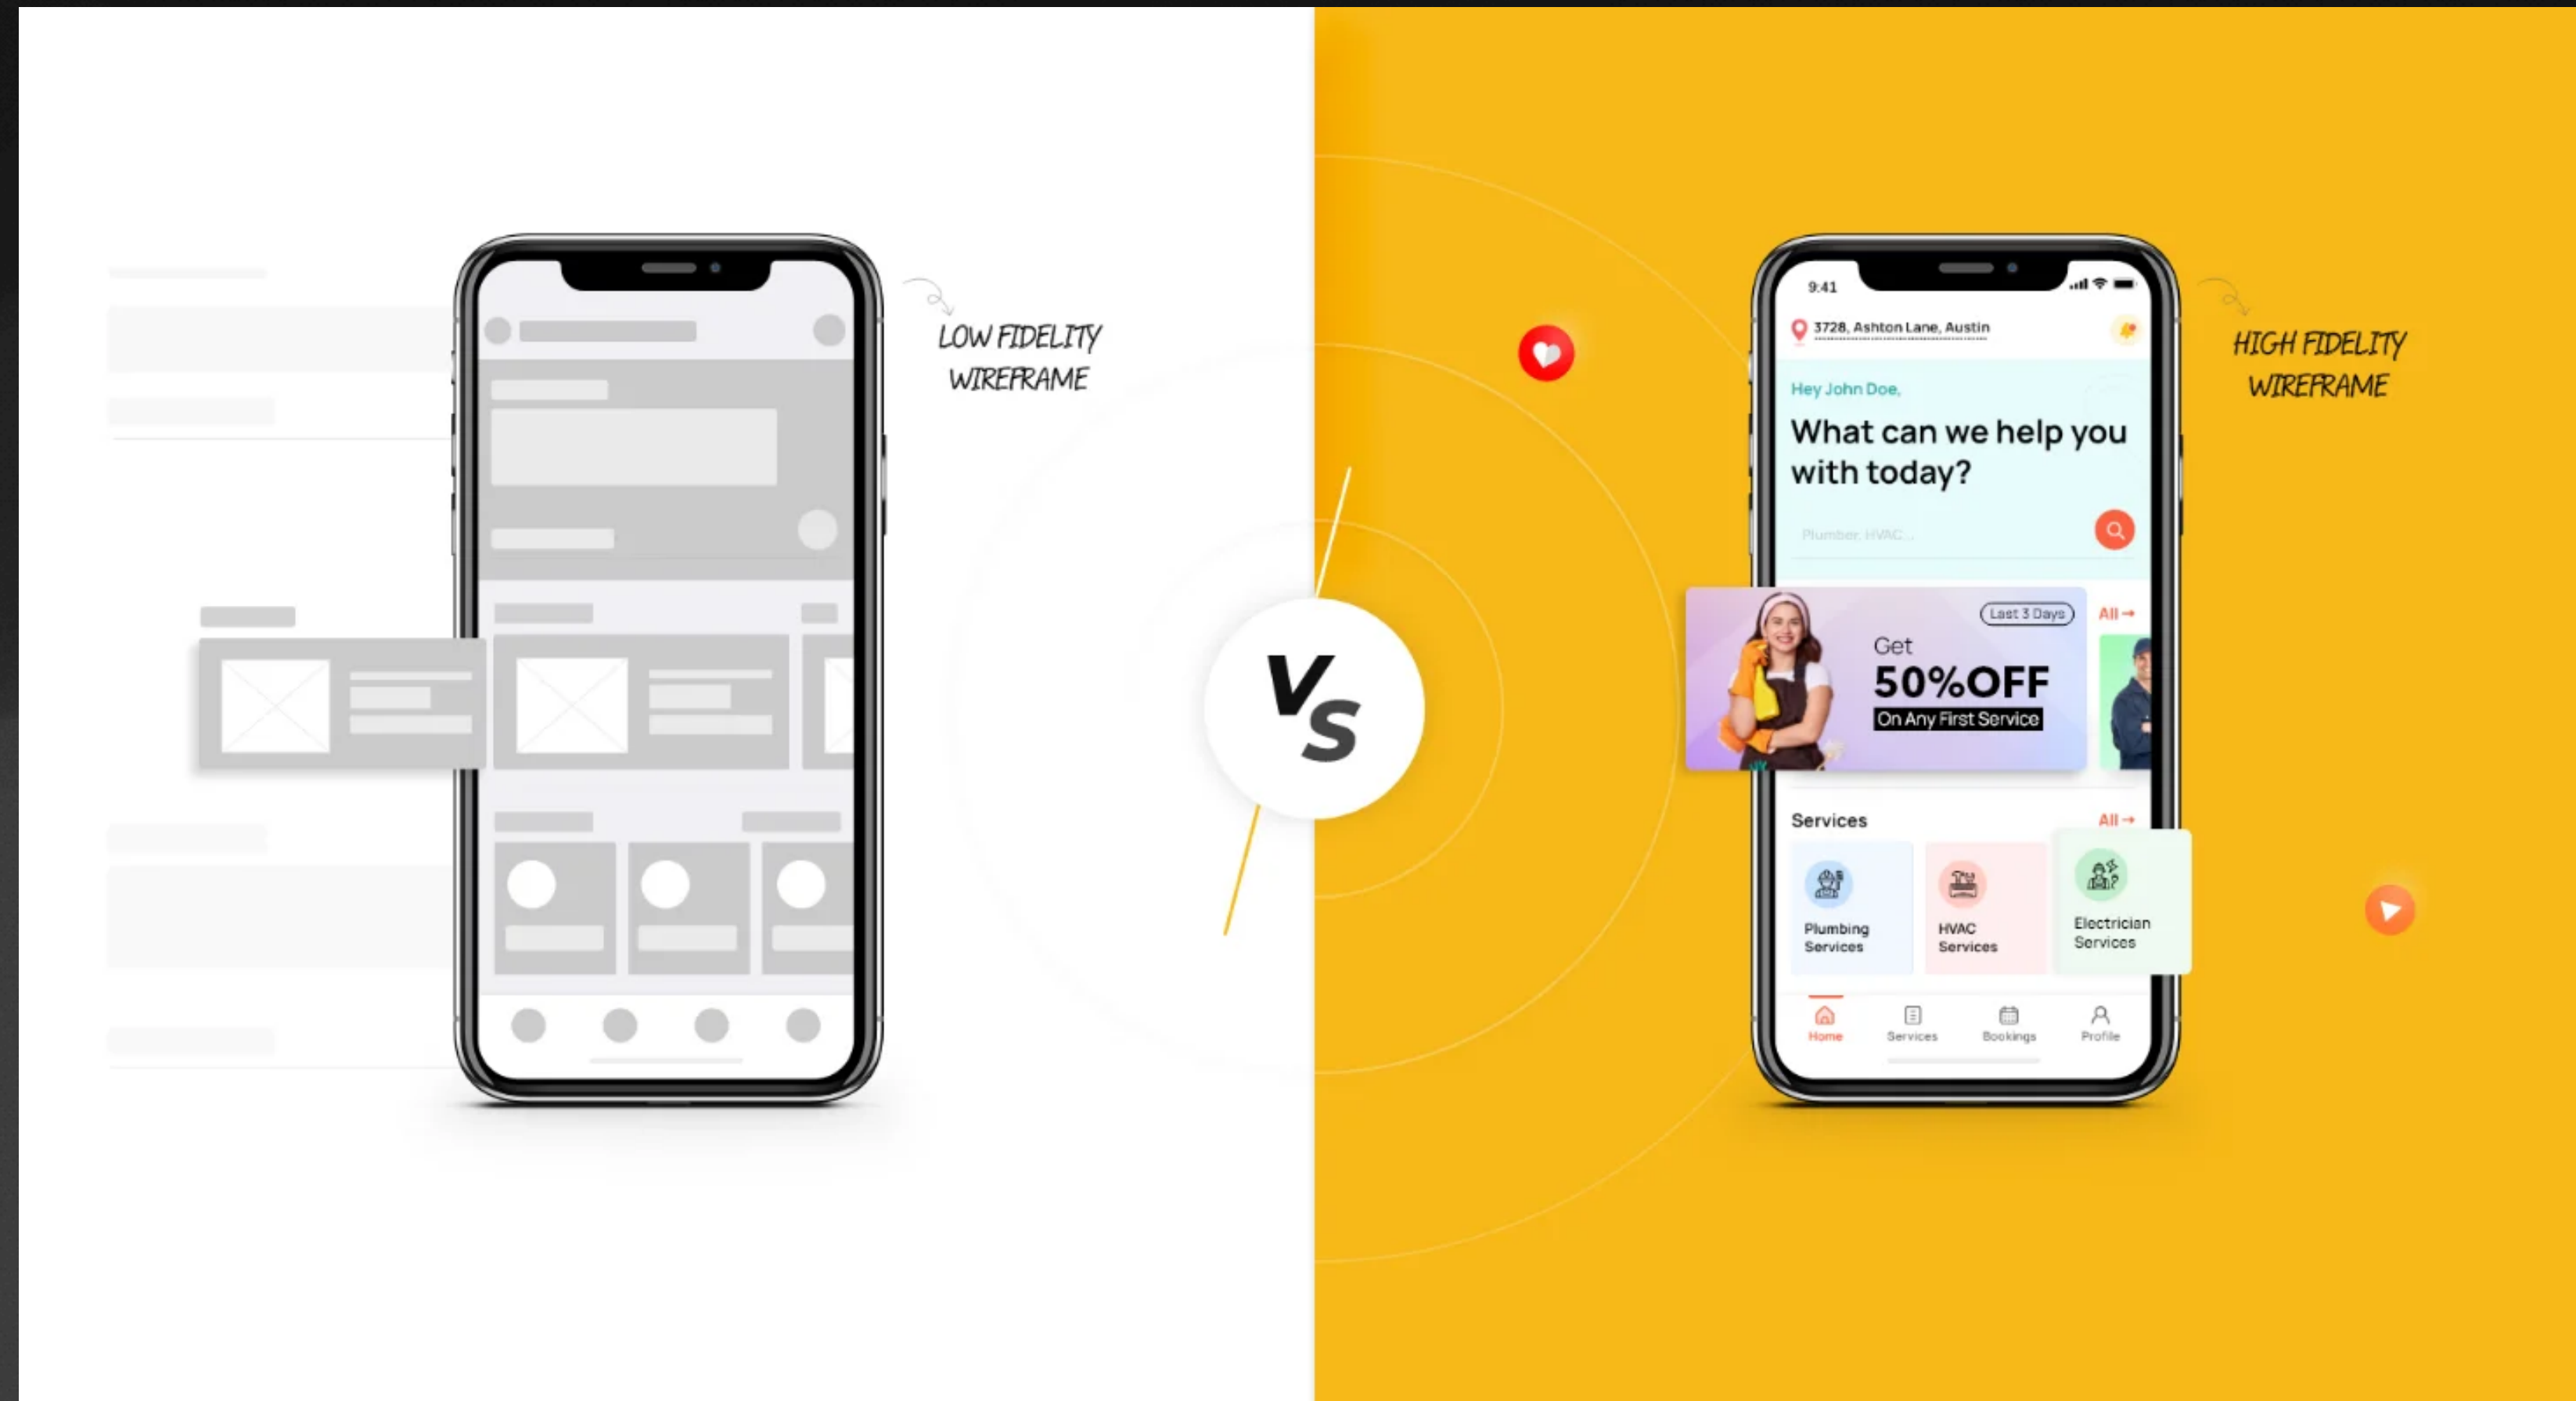 LOW FIDELITY
WIREFRAME
VS
9:41
3728, Ashton Lane, Austin
Hey John Doe,
What can we help you
with today?
Plumber, HVAC...
Last 3 Days
All →
Get
50%OFF
On Any First Service
Services
All →
Plumbing
Services
HVAC
Services
Electrician
Services
Home
Services
Bookings
Profile
HIGH FIDELITY
WIREFRAME